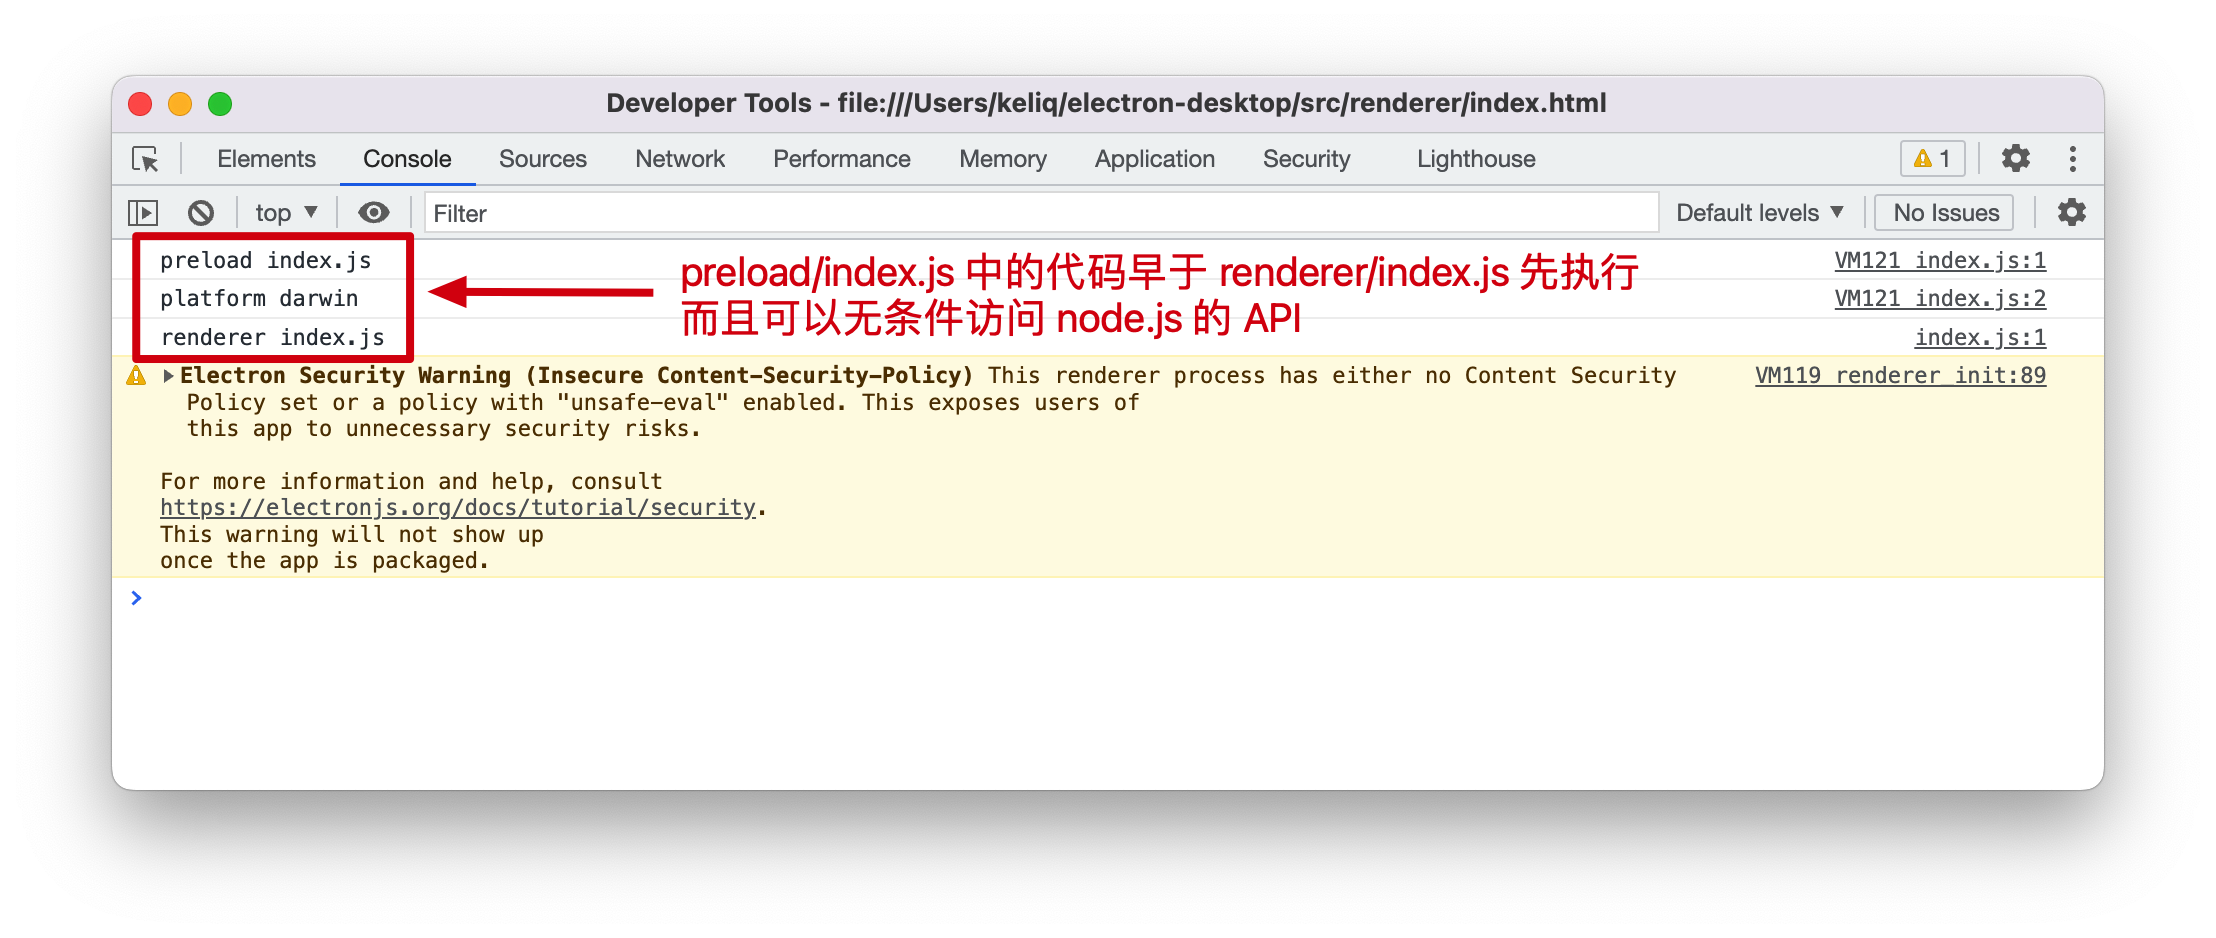 Developer Tools - file:///Users/keliq/electron-desktop/src/renderer/index.html
Elements Console Sources Network Performance Memory Application Security Lighthouse 1
top Filter Default levels No Issues
preload index.js VM121 index.js:1
platform darwin VM121 index.js:2
renderer index.js index.js:1
preload/index.js 中的代码早于 renderer/index.js 先执行
而且可以无条件访问 node.js 的 API
Electron Security Warning (Insecure Content-Security-Policy) This renderer process has either no Content Security VM119 renderer_init:89
Policy set or a policy with "unsafe-eval" enabled. This exposes users of
this app to unnecessary security risks.
For more information and help, consult
https://electronjs.org/docs/tutorial/security.
This warning will not show up
once the app is packaged.